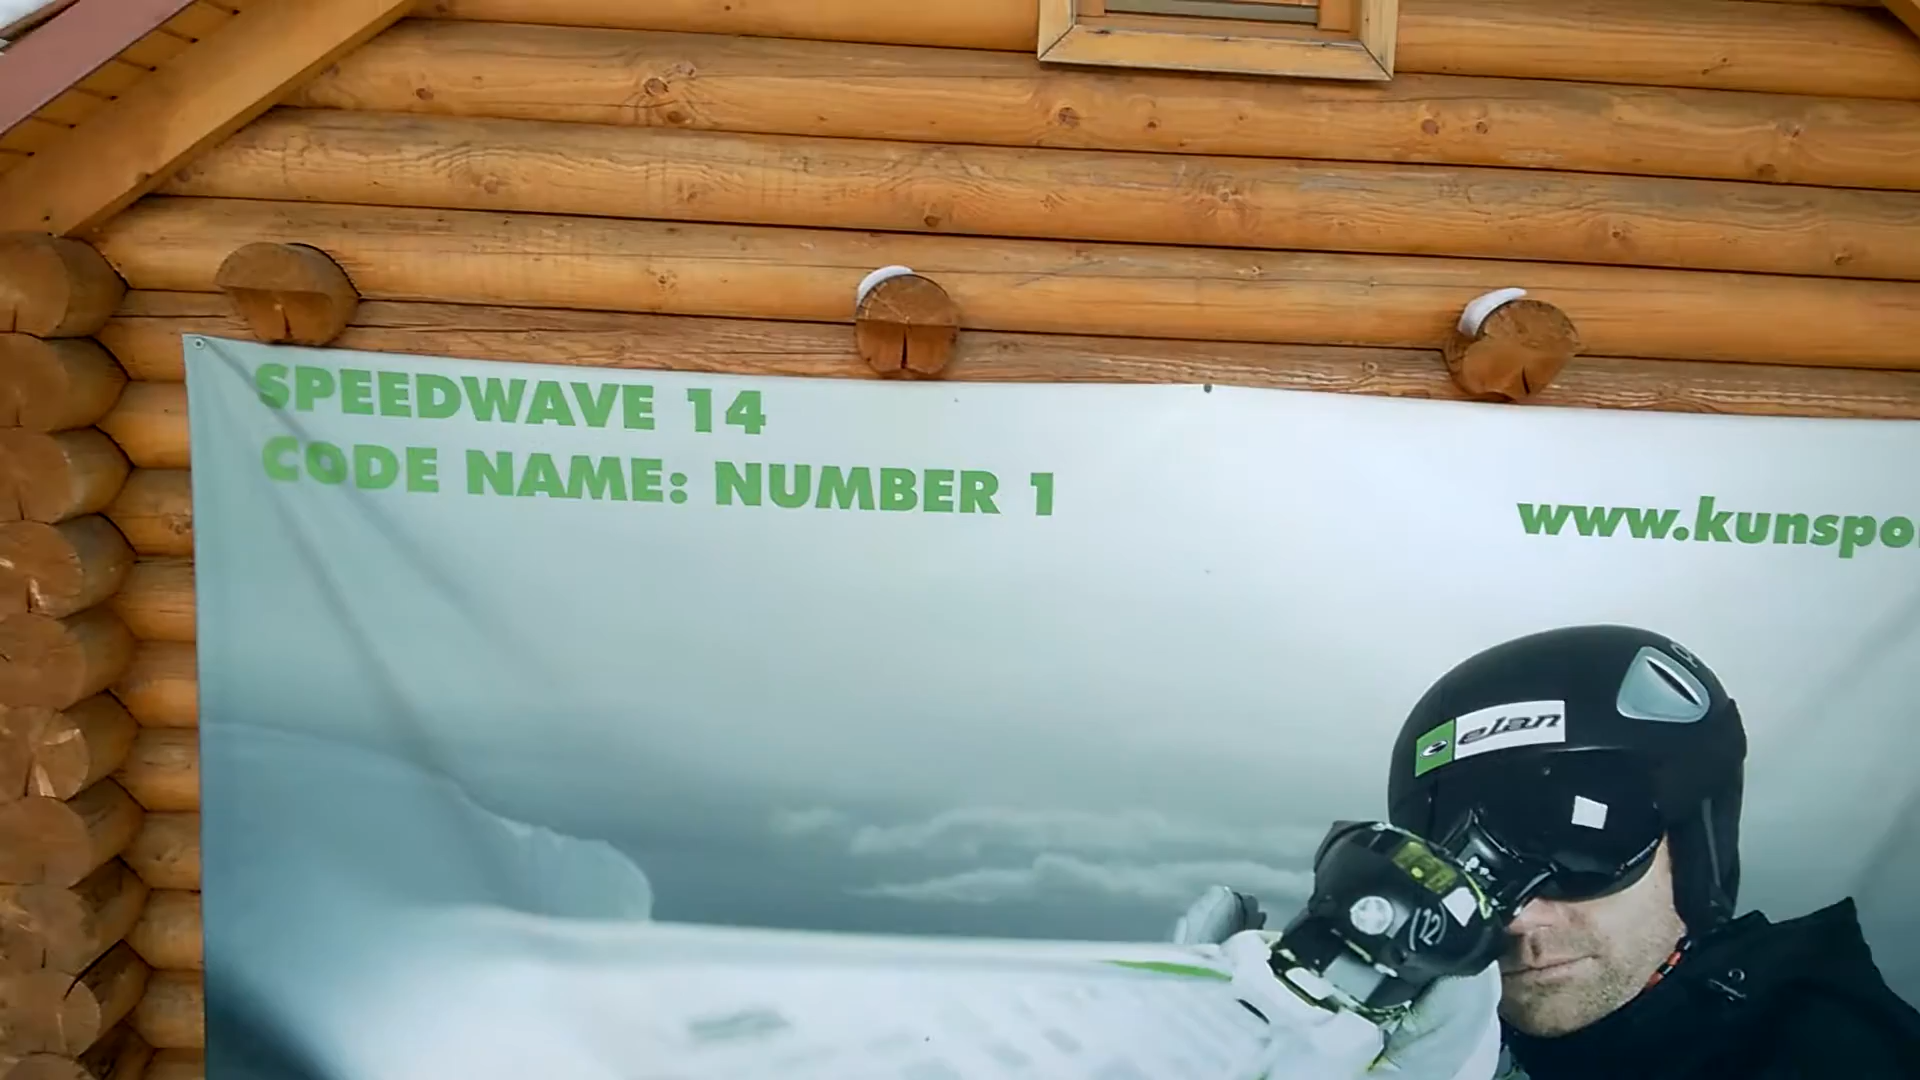 SPEEDWAVE 14
CODE NAME: NUMBER 1
www.kunspo
elan
(12)